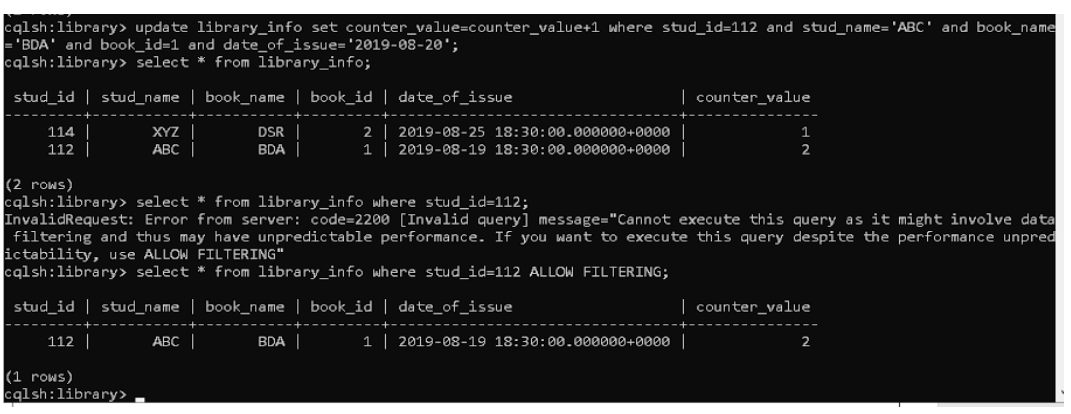 cqlsh:library> update library_info set counter_value=counter_value+1 where stud_id=112 and stud_name='ABC' and book_name
='BDA' and book_id=1 and date_of_issue='2019-08-20';
cqlsh:library> select * from library_info;
 stud_id | stud_name | book_name | book_id | date_of_issue                   | counter_value
---------+-----------+-----------+---------+---------------------------------+---------------
     114 |       XYZ |       DSR |       2 | 2019-08-25 18:30:00.000000+0000 |             1
     112 |       ABC |       BDA |       1 | 2019-08-19 18:30:00.000000+0000 |             2
(2 rows)
cqlsh:library> select * from library_info where stud_id=112;
InvalidRequest: Error from server: code=2200 [Invalid query] message="Cannot execute this query as it might involve data
 filtering and thus may have unpredictable performance. If you want to execute this query despite the performance unpred
ictability, use ALLOW FILTERING"
cqlsh:library> select * from library_info where stud_id=112 ALLOW FILTERING;
 stud_id | stud_name | book_name | book_id | date_of_issue                   | counter_value
---------+-----------+-----------+---------+---------------------------------+---------------
     112 |       ABC |       BDA |       1 | 2019-08-19 18:30:00.000000+0000 |             2
(1 rows)
cqlsh:library> _